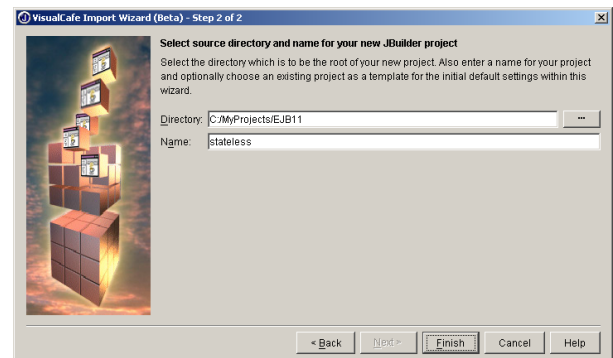 VisualCafe Import Wizard (Beta) - Step 2 of 2
Select source directory and name for your new JBuilder project
Select the directory which is to be the root of your new project. Also enter a name for your project
and optionally choose an existing project as a template for the initial default settings within this
wizard.
Directory: C:/MyProjects/EJB11 ...
Name: stateless
< Back Next > Finish Cancel Help